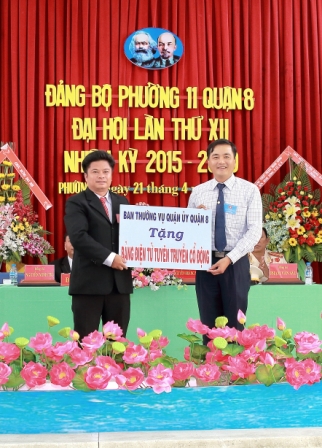 ĐẢNG BỘ PHƯỜNG 11 QUẬN 8
ĐẠI HỘI LẦN THỨ XII
NHIỆM KỲ 2015 - 2020
ngày 21 tháng 4
BAN THƯỜNG VỤ QUẬN ỦY QUẬN 8
Tặng
BẢNG ĐIỆN TỬ TUYÊN TRUYỀN CỔ ĐỘNG